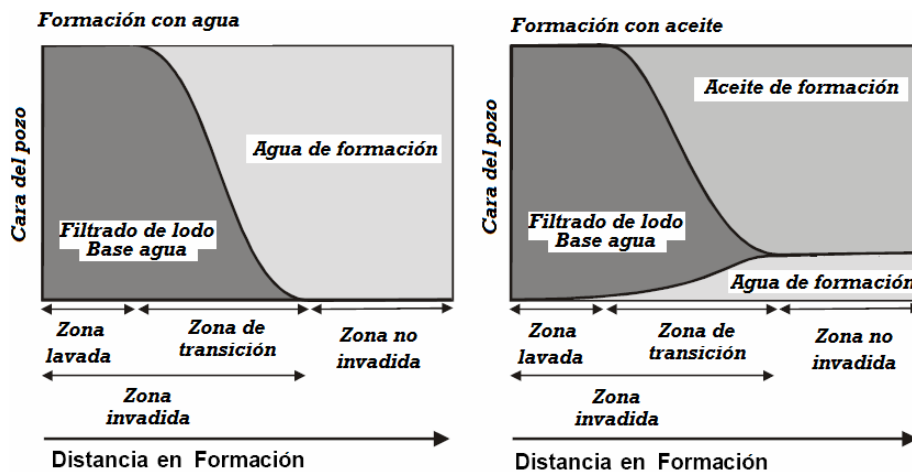 Formación con agua
Cara del pozo
Agua de formación
Filtrado de lodo
Base agua
Zona
lavada
Zona de
transición
Zona no
invadida
Zona
invadida
Distancia en Formación
Formación con aceite
Cara del pozo
Aceite de formación
Filtrado de lodo
Base agua
Agua de formación
Zona
lavada
Zona de
transición
Zona no
invadida
Zona
invadida
Distancia en Formación